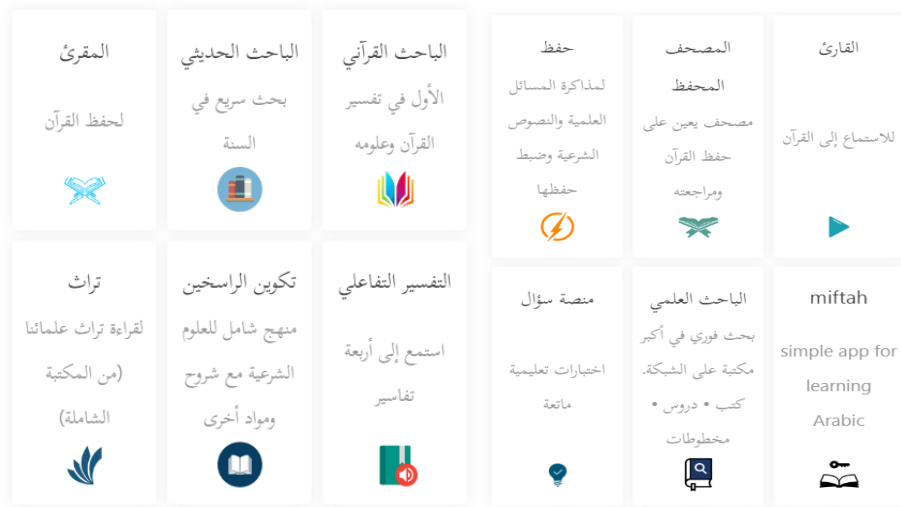 القارئ
للاستماع إلى القرآن
المصحف
المحفظ
مصحف يعين على
حفظ القرآن
ومراجعته
حفظ
لمذاكرة المسائل
العلمية والنصوص
الشرعية وضبط
حفظها
الباحث القرآني
الأول في تفسير
القرآن وعلومه
الباحث الحديثي
بحث سريع في
السنة
المقرئ
لحفظ القرآن
miftah
simple app for
learning
Arabic
الباحث العلمي
بحث فوري في أكبر
مكتبة على الشبكة.
كتب • دروس •
مخطوطات
منصة سؤال
اختبارات تعليمية
ماتعة
التفسير التفاعلي
استمع إلى أربعة
تفاسير
تكوين الراسخين
منهج شامل للعلوم
الشرعية مع شروح
ومواد أخرى
تراث
لقراءة تراث علمائنا
(من المكتبة
الشاملة)